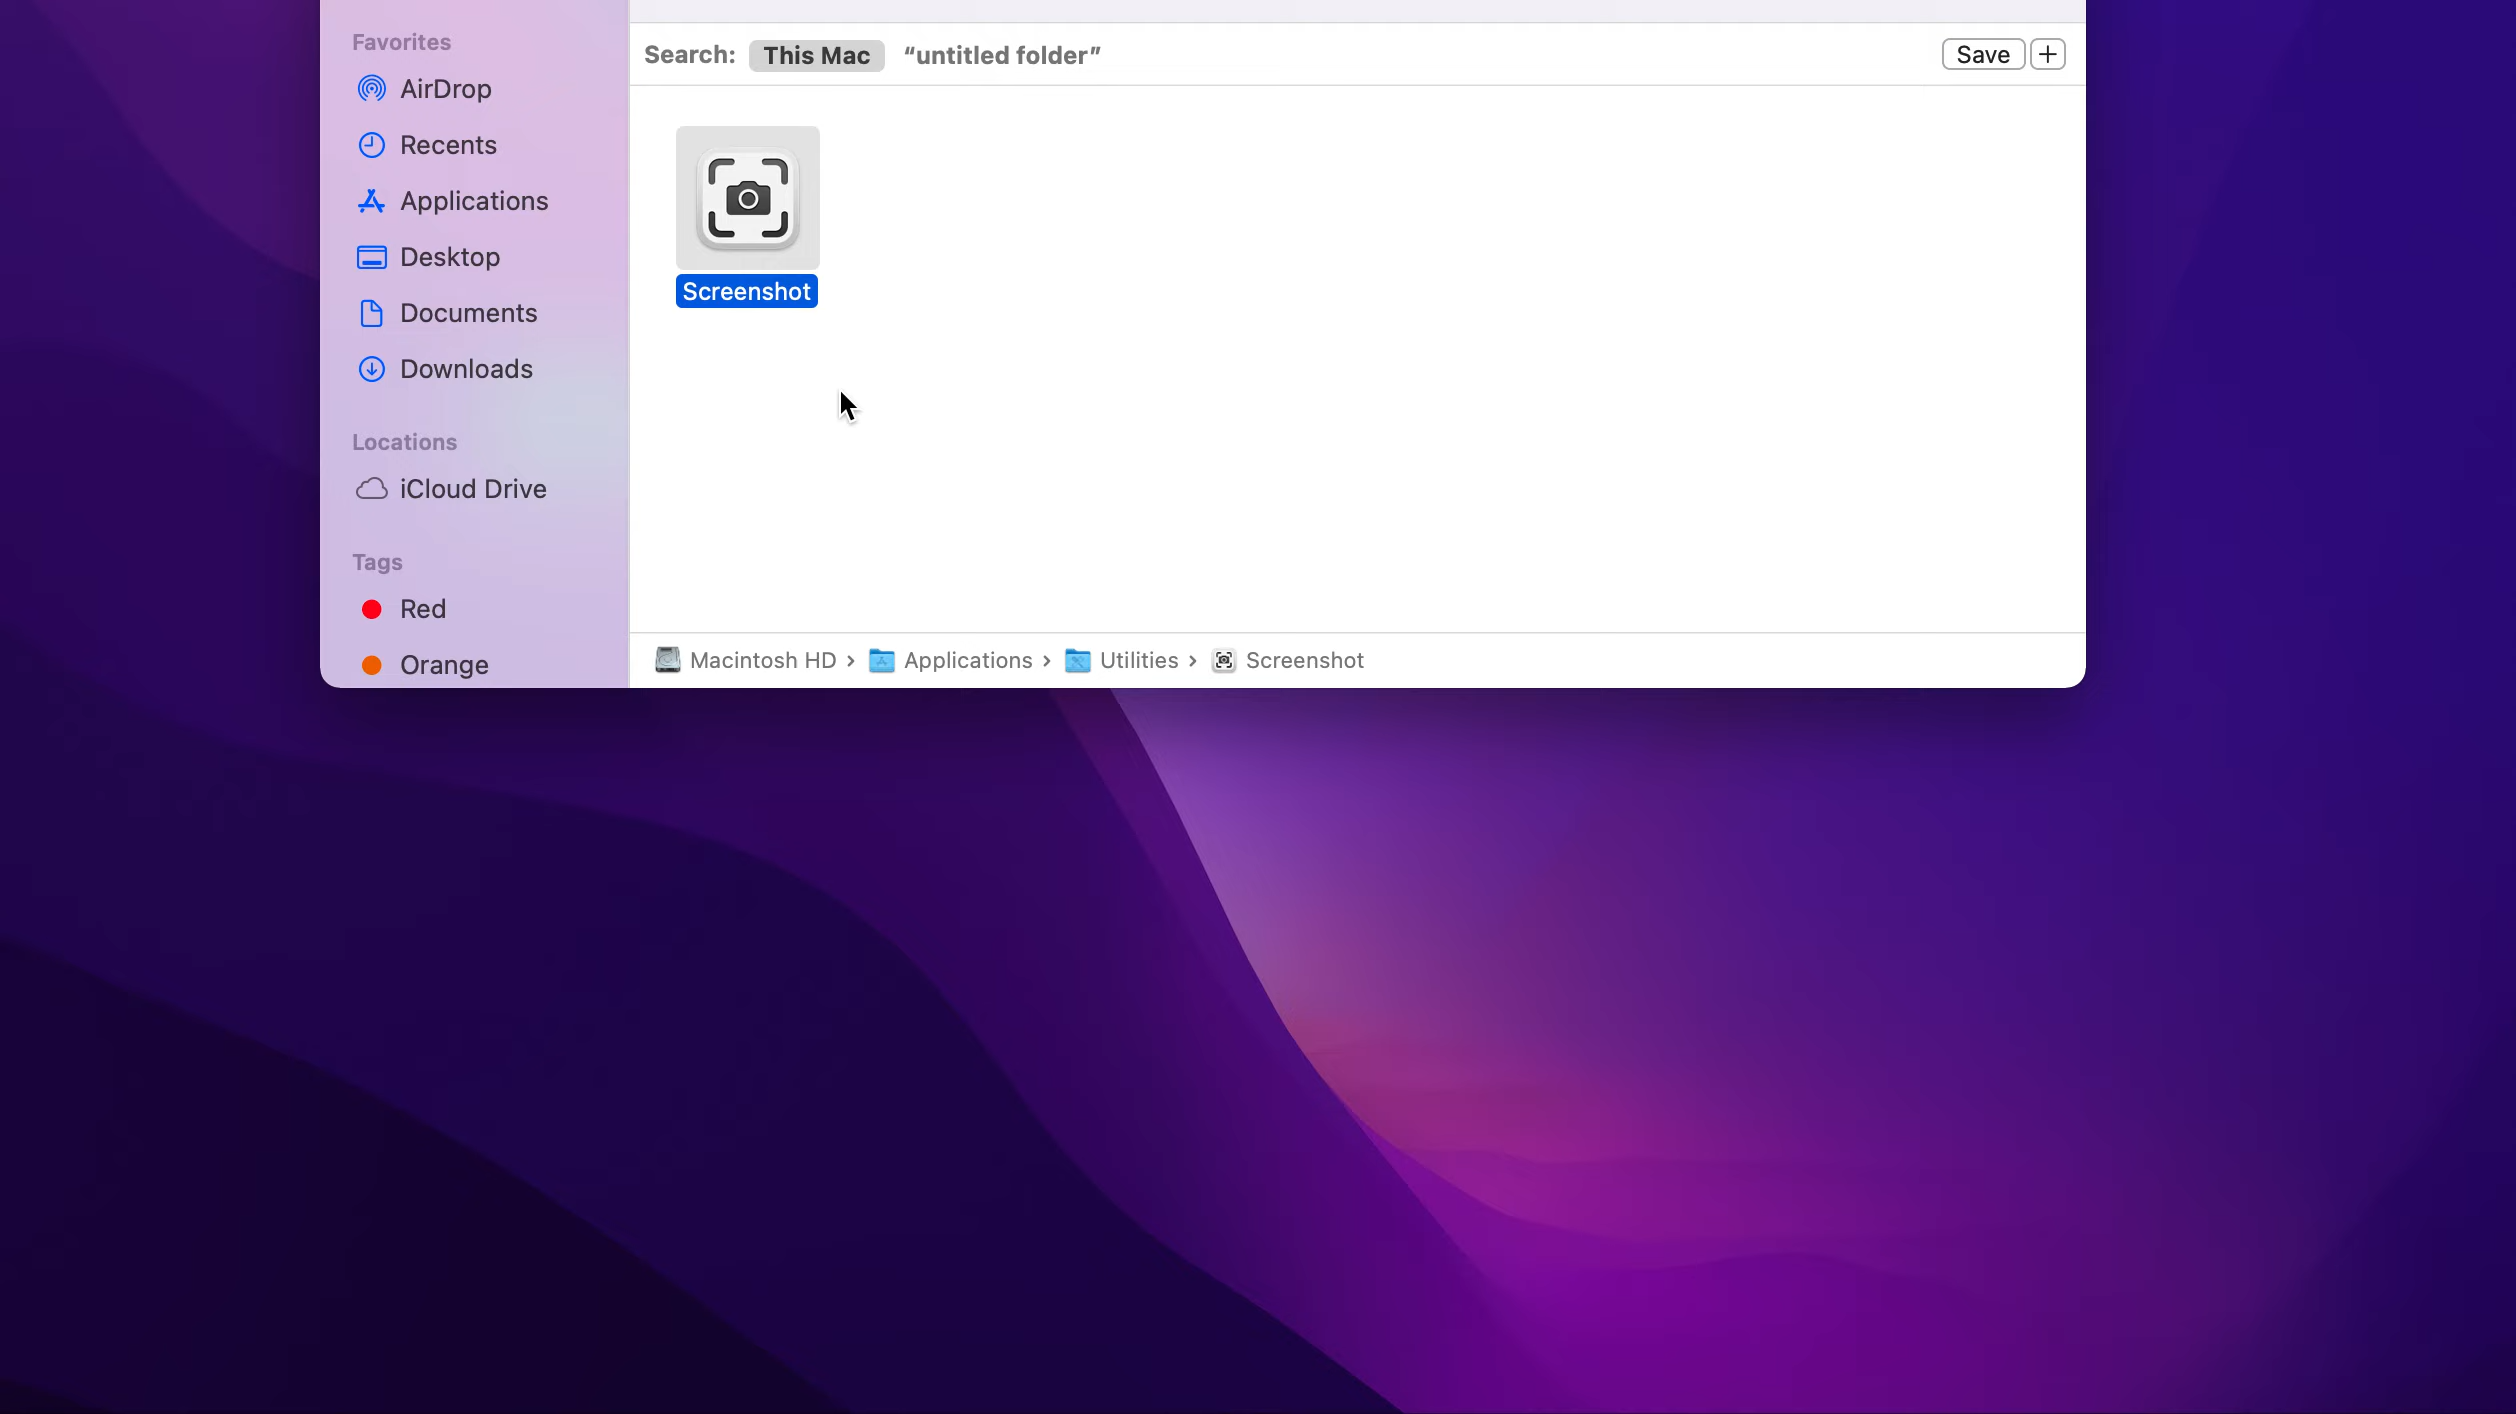 Favorites
AirDrop
Recents
Applications
Desktop
Documents
Downloads
Locations
iCloud Drive
Tags
Red
Orange
Search: This Mac “untitled folder” Save +
Screenshot
Macintosh HD › Applications › Utilities › Screenshot